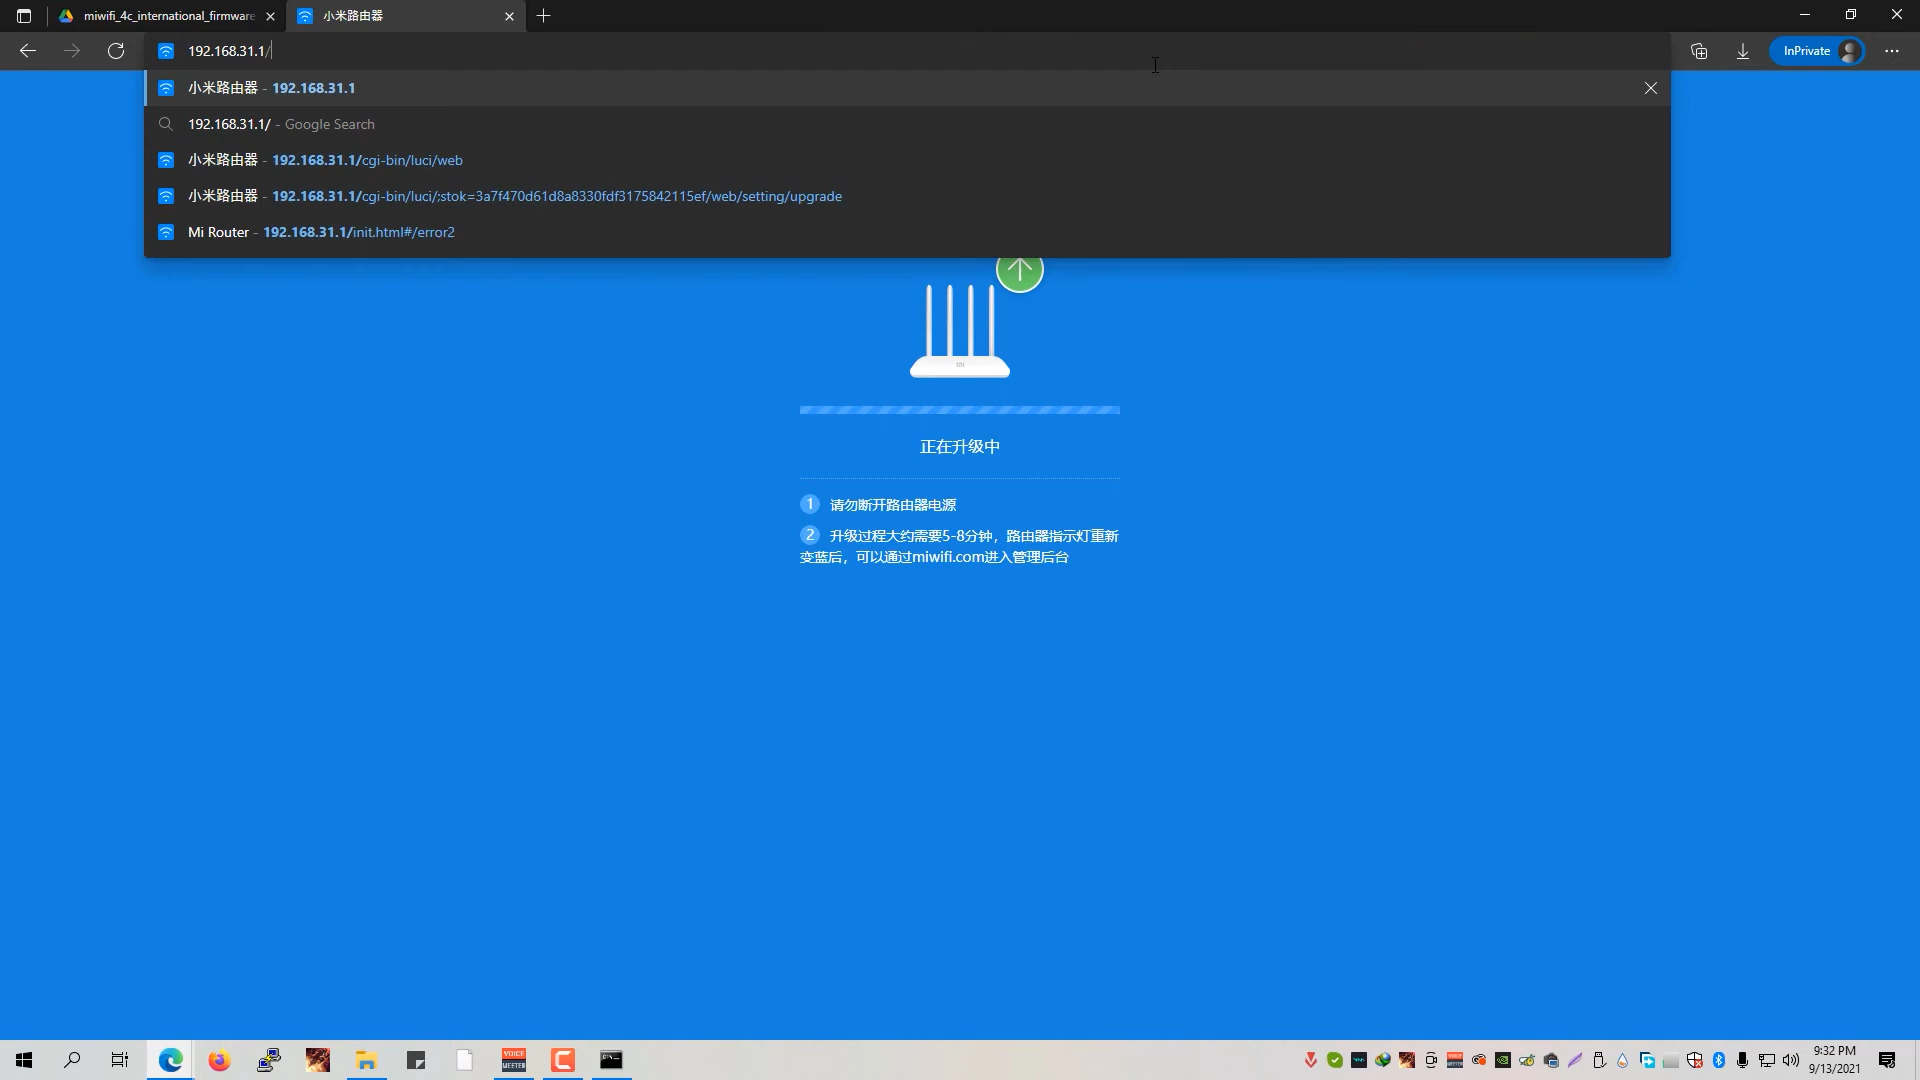 miwifi_4c_international_firmware
小米路由器
192.168.31.1/
InPrivate
小米路由器 - 192.168.31.1
192.168.31.1/ - Google Search
小米路由器 - 192.168.31.1/cgi-bin/luci/web
小米路由器 - 192.168.31.1/cgi-bin/luci/;stok=3a7f470d61d8a8330fdf3175842115ef/web/setting/upgrade
Mi Router - 192.168.31.1/init.html#/error2
正在升级中
1 请勿断开路由器电源
2 升级过程大约需要5-8分钟，路由器指示灯重新
变蓝后，可以通过miwifi.com进入管理后台
VOICE
MEETER
9:32 PM
9/13/2021